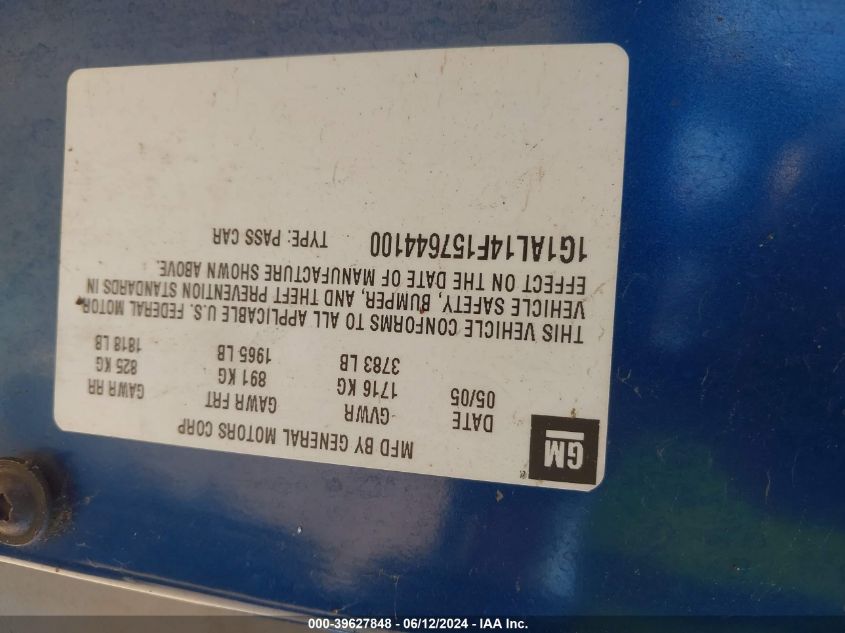 GM
MFD BY GENERAL MOTORS CORP
DATE GVWR GAWR FRT GAWR RR
05/05 1716 KG 891 KG 825 KG
3783 LB 1965 LB 1818 LB
THIS VEHICLE CONFORMS TO ALL APPLICABLE U.S. FEDERAL MOTOR
VEHICLE SAFETY, BUMPER, AND THEFT PREVENTION STANDARDS IN
EFFECT ON THE DATE OF MANUFACTURE SHOWN ABOVE.
1G1AL14F157644100 TYPE: PASS CAR
000-39627848 - 06/12/2024 - IAA Inc.